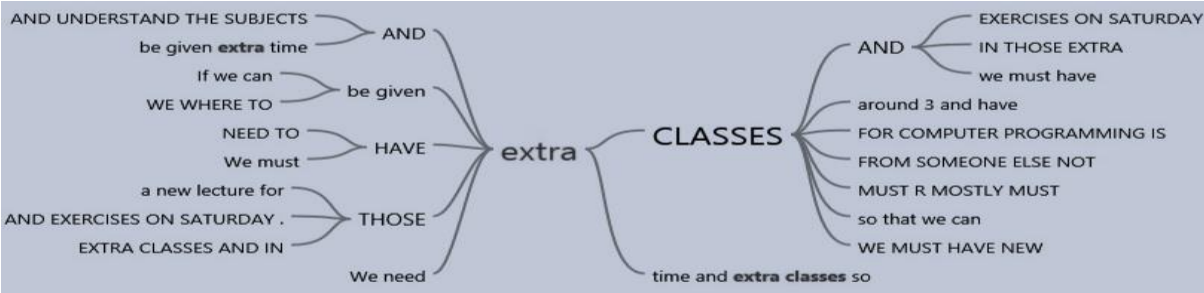 AND UNDERSTAND THE SUBJECTS
be given extra time
AND
If we can
WE WHERE TO
be given
NEED TO
We must
HAVE
a new lecture for
AND EXERCISES ON SATURDAY .
EXTRA CLASSES AND IN
THOSE
We need
extra
CLASSES
AND
EXERCISES ON SATURDAY
IN THOSE EXTRA
we must have
around 3 and have
FOR COMPUTER PROGRAMMING IS
FROM SOMEONE ELSE NOT
MUST R MOSTLY MUST
so that we can
WE MUST HAVE NEW
time and extra classes so